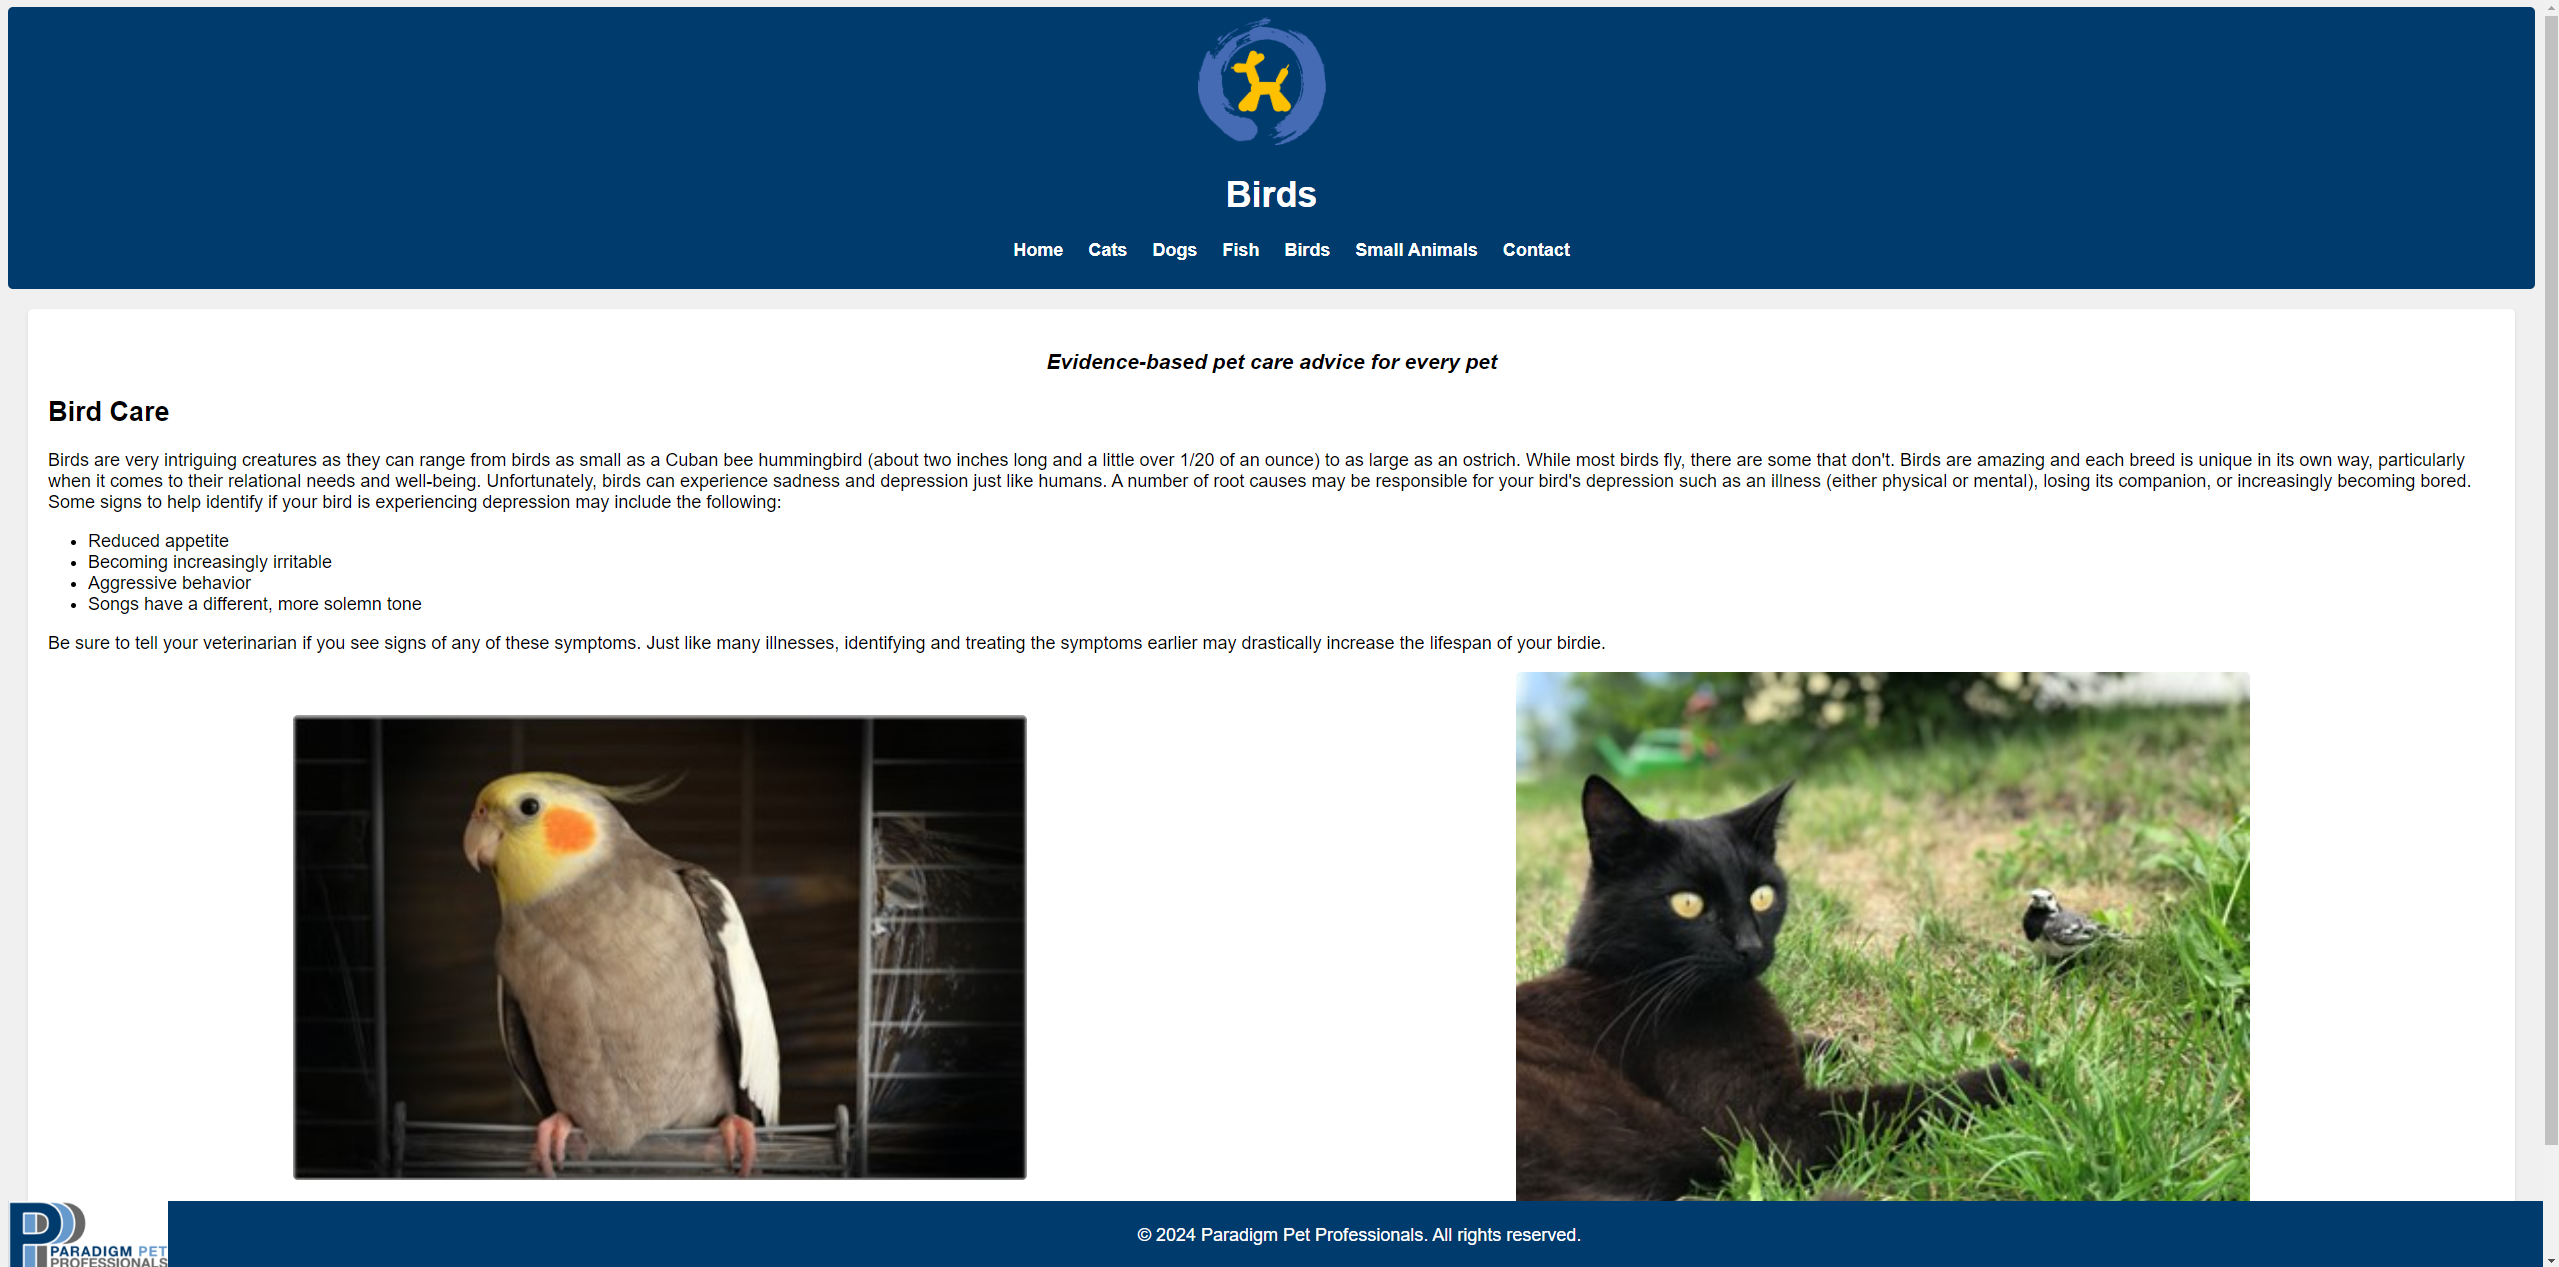 Birds
Home Cats Dogs Fish Birds Small Animals Contact
Evidence-based pet care advice for every pet
Bird Care
Birds are very intriguing creatures as they can range from birds as small as a Cuban bee hummingbird (about two inches long and a little over 1/20 of an ounce) to as large as an ostrich. While most birds fly, there are some that don't. Birds are amazing and each breed is unique in its own way, particularly
when it comes to their relational needs and well-being. Unfortunately, birds can experience sadness and depression just like humans. A number of root causes may be responsible for your bird's depression such as an illness (either physical or mental), losing its companion, or increasingly becoming bored.
Some signs to help identify if your bird is experiencing depression may include the following:
• Reduced appetite
• Becoming increasingly irritable
• Aggressive behavior
• Songs have a different, more solemn tone
Be sure to tell your veterinarian if you see signs of any of these symptoms. Just like many illnesses, identifying and treating the symptoms earlier may drastically increase the lifespan of your birdie.
PARADIGM PET
PROFESSIONALS
© 2024 Paradigm Pet Professionals. All rights reserved.